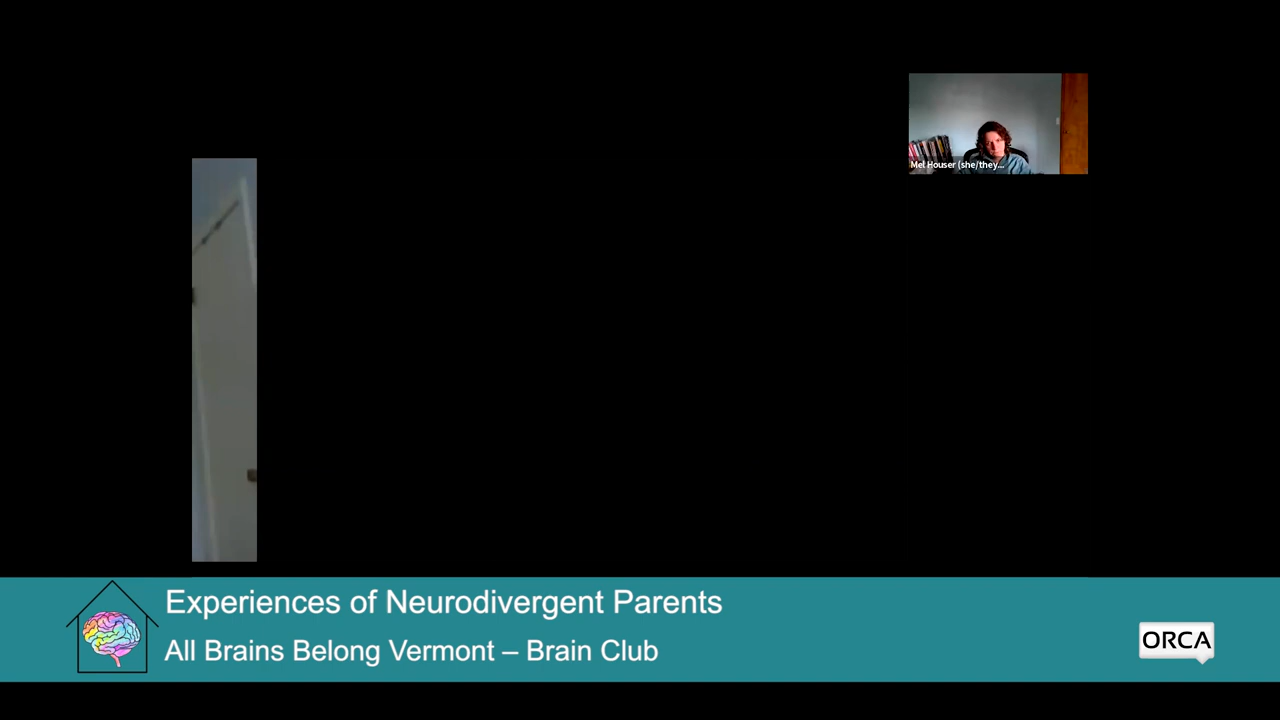 Mel Houser (she/they...
Experiences of Neurodivergent Parents
All Brains Belong Vermont – Brain Club
ORCA